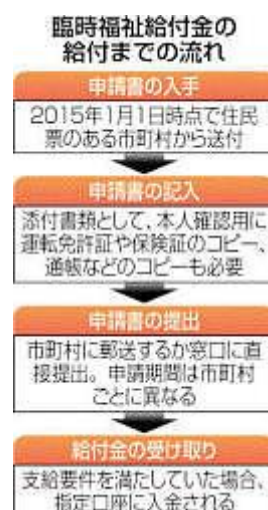 臨時福祉給付金の
給付までの流れ
申請書の入手
2015年1月1日時点で住民
票のある市町村から送付
申請書の記入
添付書類として、本人確認用に
運転免許証や保険証のコピー、
通帳などのコピーも必要
申請書の提出
市町村に郵送するか窓口に直
接提出。申請期間は市町村
ごとに異なる
給付金の受け取り
支給要件を満たしていた場合、
指定口座に入金される